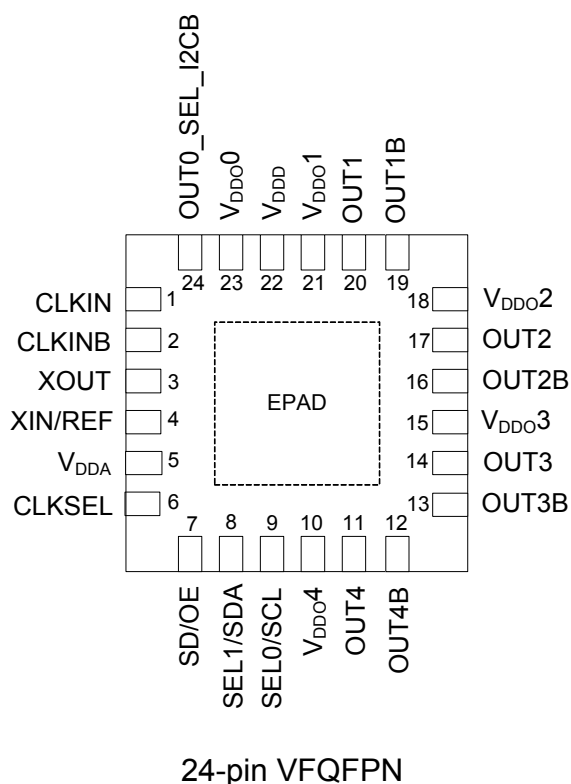 OUT0_SEL_I2CB
VDDO0
VDDD
VDDO1
OUT1
OUT1B
24 23 22 21 20 19
CLKIN 1
CLKINB 2
XOUT 3
XIN/REF 4
VDDA 5
CLKSEL 6
EPAD
18 VDDO2
17 OUT2
16 OUT2B
15 VDDO3
14 OUT3
13 OUT3B
7 8 9 10 11 12
SD/OE
SEL1/SDA
SEL0/SCL
VDDO4
OUT4
OUT4B
24-pin VFQFPN